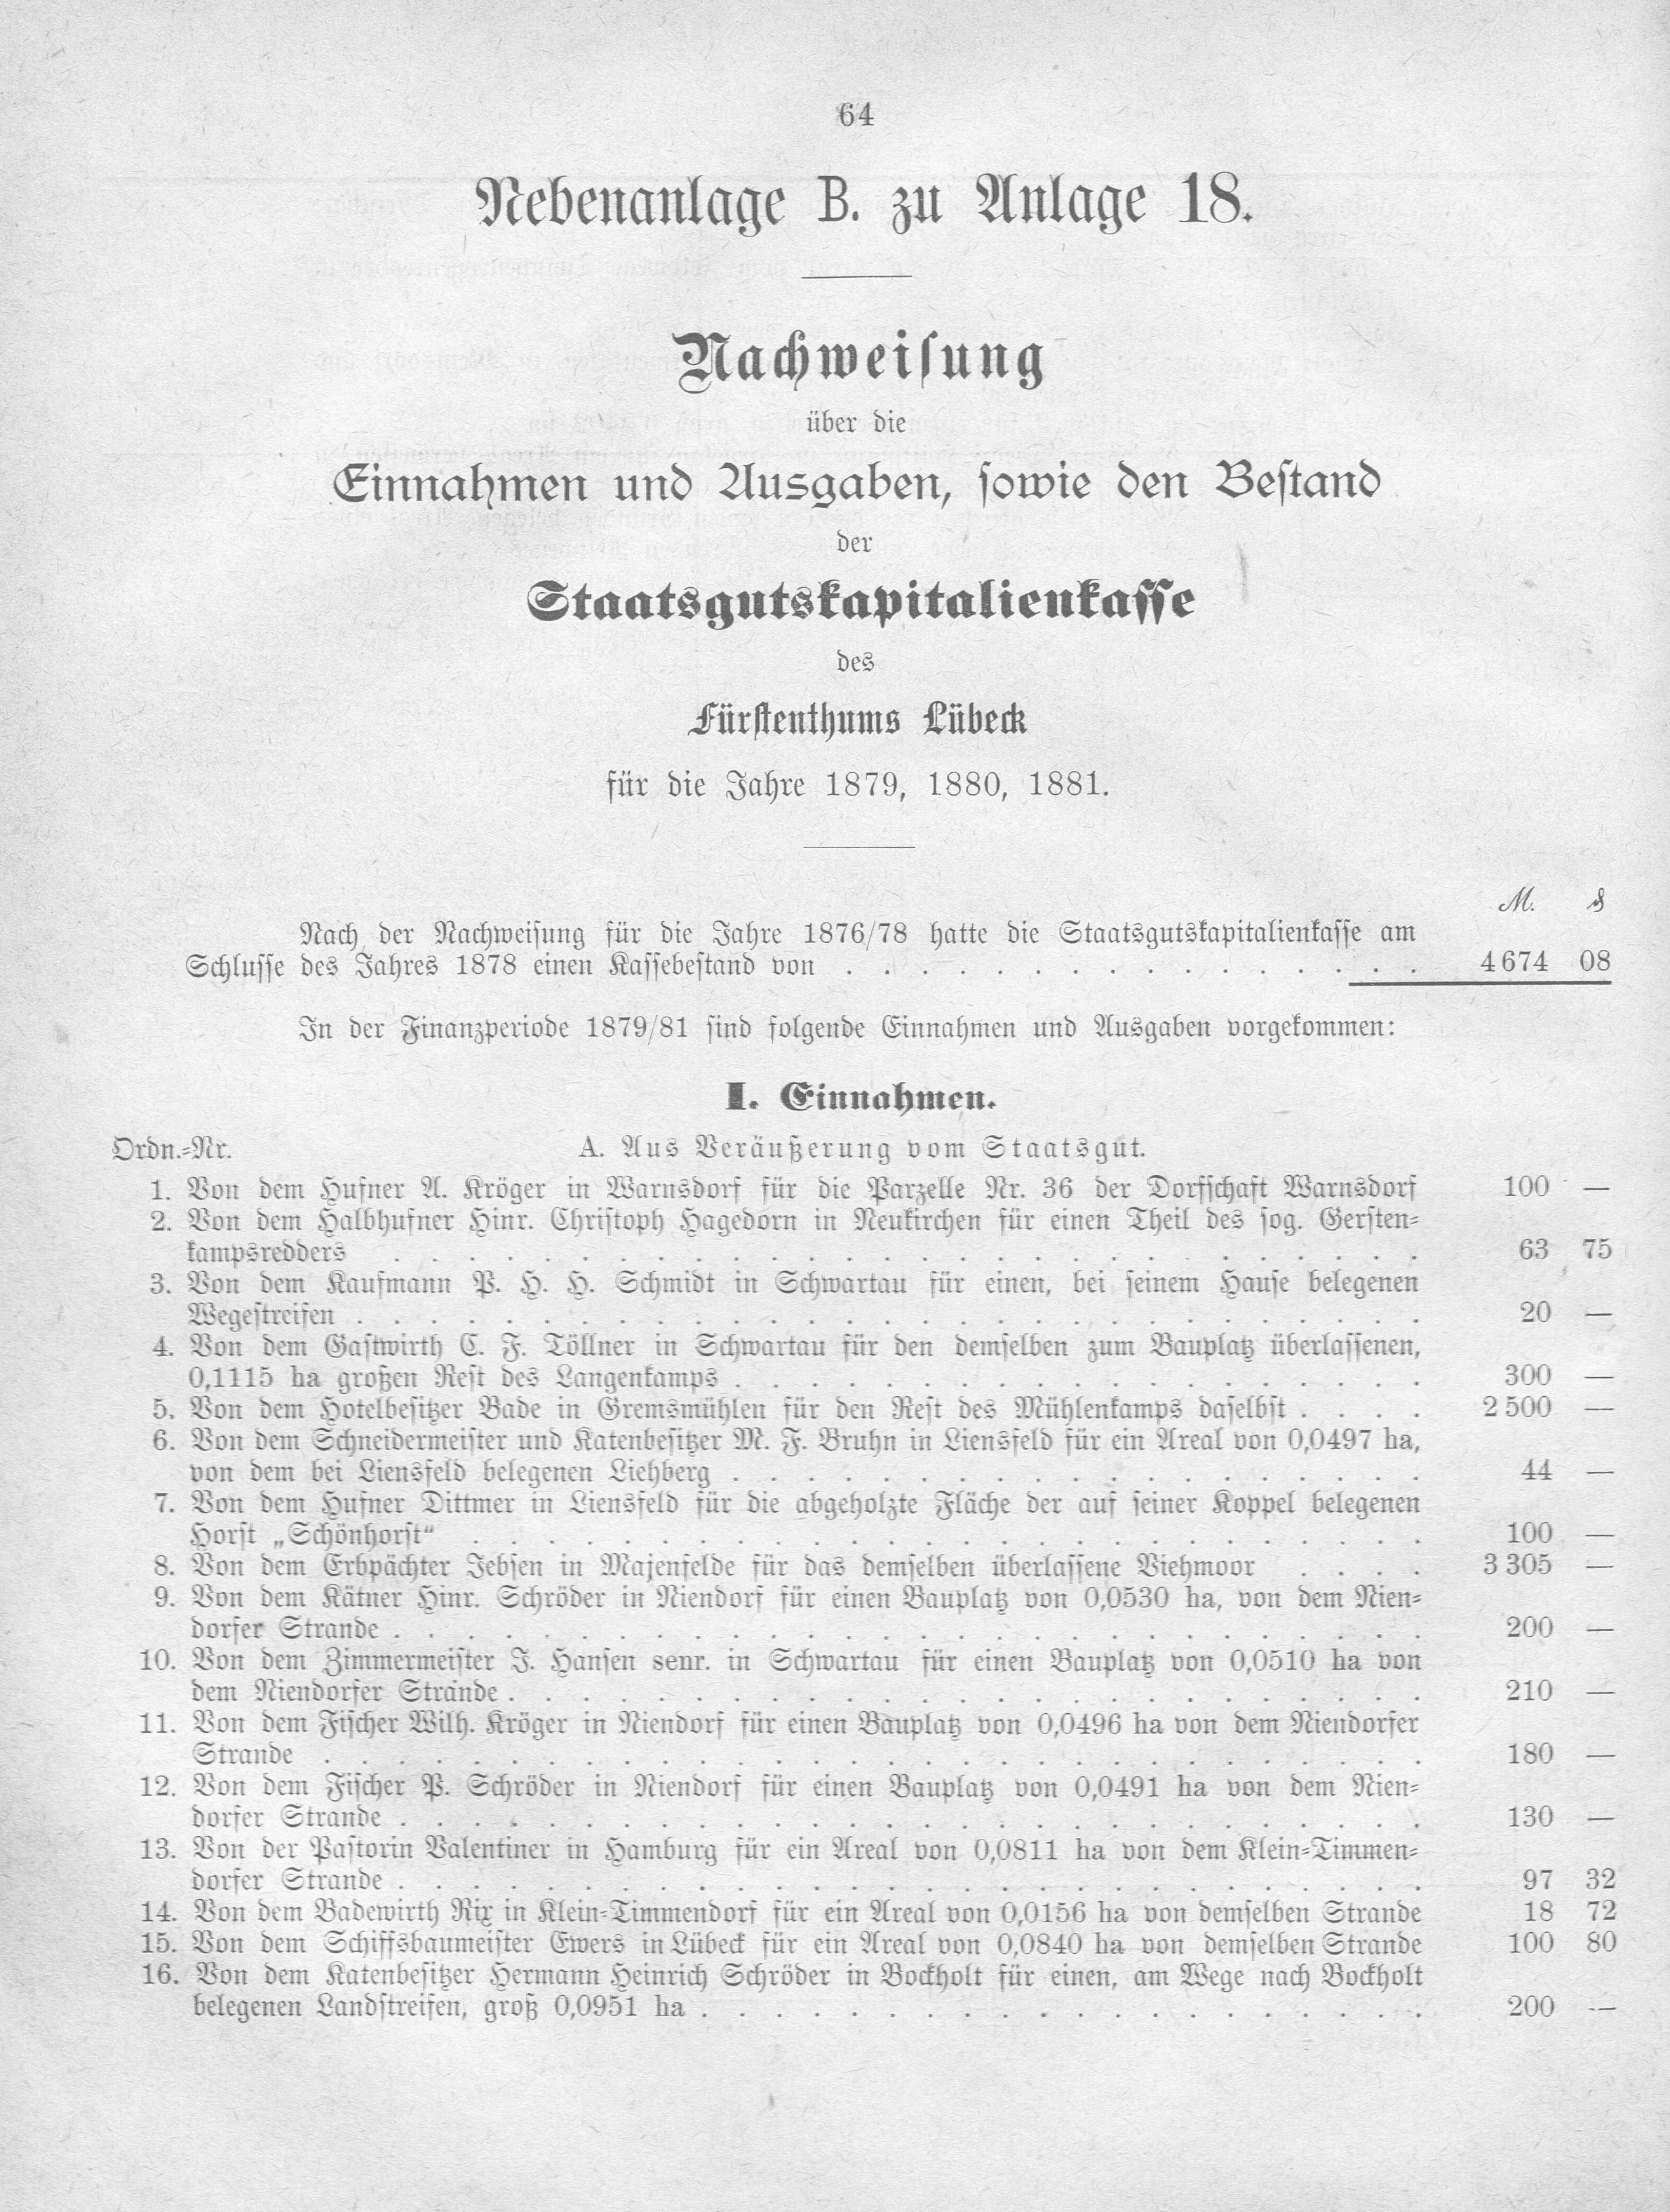 64
Nebenanlage B. zu Anlage 18.
Nachweisung
über die
Einnahmen und Ausgaben, sowie den Bestand
der
Staatsgutskapitalienkasse
des
Fürstenthums Lübeck
für die Jahre 1879, 1880, 1881.
M. ₰
Nach der Nachweisung für die Jahre 1876/78 hatte die Staatsgutskapitalienkasse am
Schlusse des Jahres 1878 einen Kassebestand von . . . . . . . . . . . . . . . . 4 674 08
In der Finanzperiode 1879/81 sind folgende Einnahmen und Ausgaben vorgekommen:
I. Einnahmen.
Ordn.-Nr. A. Aus Veräußerung vom Staatsgut.
1. Von dem Hufner A. Kröger in Warnsdorf für die Parzelle Nr. 36 der Dorfschaft Warnsdorf 100 —
2. Von dem Halbhufner Hinr. Christoph Hagedorn in Neukirchen für einen Theil des sog. Gersten-
kampsredders . . . . . . . . . . . . . . . . . . . . . . . . . . . . 63 75
3. Von dem Kaufmann P. H. H. Schmidt in Schwartau für einen, bei seinem Hause belegenen
Wegestreifen . . . . . . . . . . . . . . . . . . . . . . . . . . . . . 20 —
4. Von dem Gastwirth C. F. Töllner in Schwartau für den demselben zum Bauplatz überlassenen,
0,1115 ha großen Rest des Langenkamps . . . . . . . . . . . . . . . . . . . 300 —
5. Von dem Hotelbesitzer Bade in Gremsmühlen für den Rest des Mühlenkamps daselbst . . . . 2 500 —
6. Von dem Schneidermeister und Katenbesitzer M. F. Bruhn in Liensfeld für ein Areal von 0,0497 ha,
von dem bei Liensfeld belegenen Liehberg . . . . . . . . . . . . . . . . . . . 44 —
7. Von dem Hufner Dittmer in Liensfeld für die abgeholzte Fläche der auf seiner Koppel belegenen
Horst „Schönhorst“ . . . . . . . . . . . . . . . . . . . . . . . . . . 100 —
8. Von dem Erbpächter Jebsen in Majenfelde für das demselben überlassene Viehmoor . . . . 3 305 —
9. Von dem Kätner Hinr. Schröder in Niendorf für einen Bauplatz von 0,0530 ha, von dem Nien-
dorfer Strande . . . . . . . . . . . . . . . . . . . . . . . . . . . . 200 —
10. Von dem Zimmermeister J. Hansen senr. in Schwartau für einen Bauplatz von 0,0510 ha von
dem Niendorfer Strande . . . . . . . . . . . . . . . . . . . . . . . . . 210 —
11. Von dem Fischer Wilh. Kröger in Niendorf für einen Bauplatz von 0,0496 ha von dem Niendorfer
Strande . . . . . . . . . . . . . . . . . . . . . . . . . . . . . . 180 —
12. Von dem Fischer P. Schröder in Niendorf für einen Bauplatz von 0,0491 ha von dem Nien-
dorfer Strande . . . . . . . . . . . . . . . . . . . . . . . . . . . . 130 —
13. Von der Pastorin Valentiner in Hamburg für ein Areal von 0,0811 ha von dem Klein-Timmen-
dorfer Strande . . . . . . . . . . . . . . . . . . . . . . . . . . . . 97 32
14. Von dem Badewirth Rix in Klein-Timmendorf für ein Areal von 0,0156 ha von demselben Strande 18 72
15. Von dem Schiffsbaumeister Ewers in Lübeck für ein Areal von 0,0840 ha von demselben Strande 100 80
16. Von dem Katenbesitzer Hermann Heinrich Schröder in Bockholt für einen, am Wege nach Bockholt
belegenen Landstreifen, groß 0,0951 ha . . . . . . . . . . . . . . . . . . . . 200 —